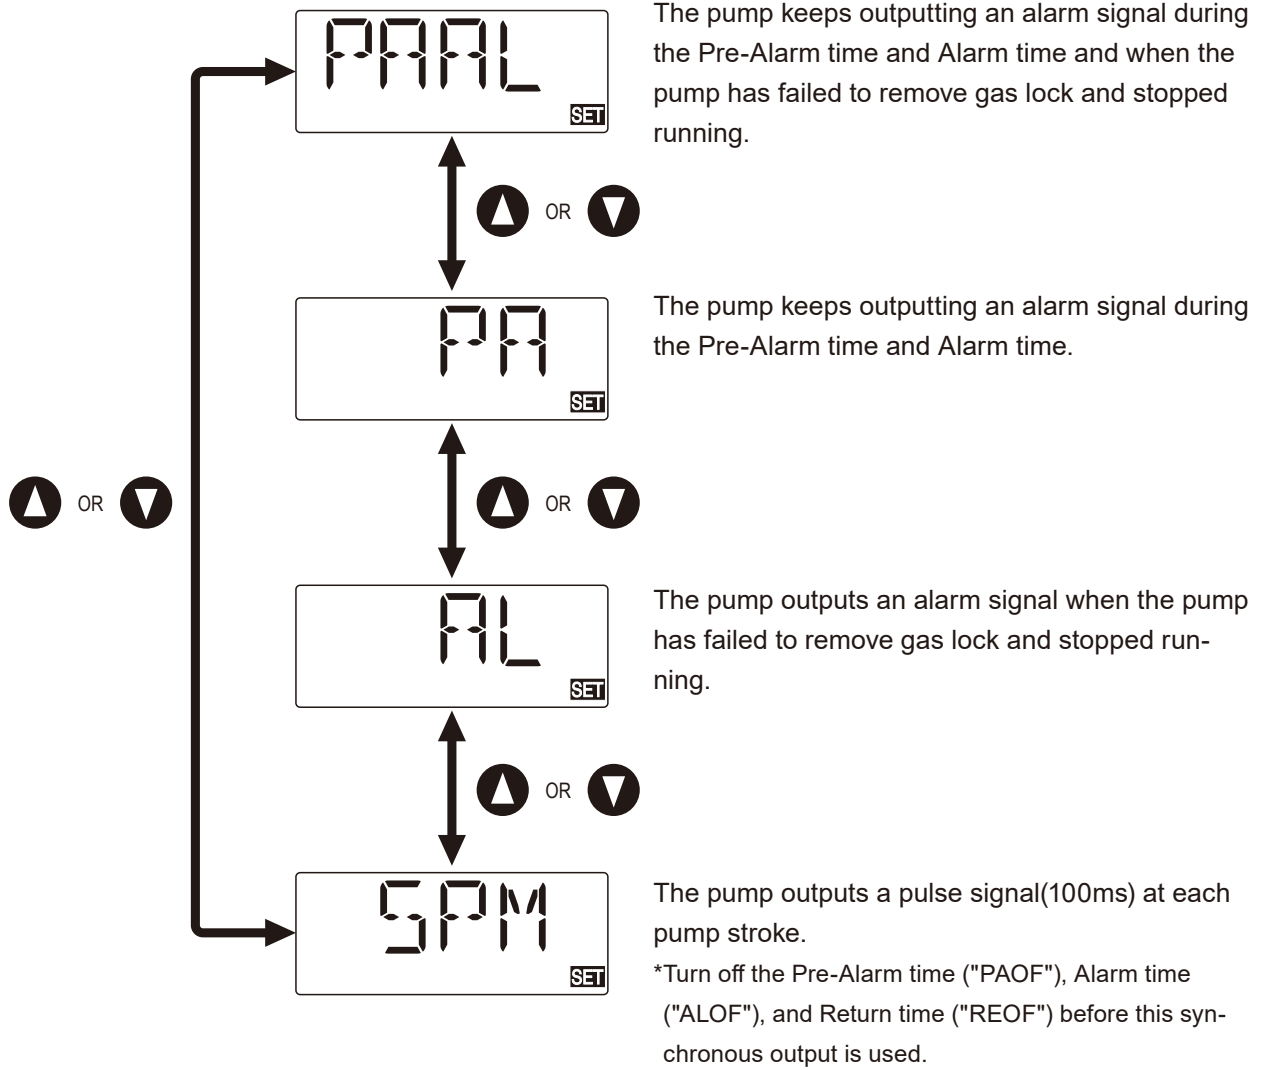 PAAL
SET
The pump keeps outputting an alarm signal during
the Pre-Alarm time and Alarm time and when the
pump has failed to remove gas lock and stopped
running.
OR
PA
SET
The pump keeps outputting an alarm signal during
the Pre-Alarm time and Alarm time.
OR
OR
AL
SET
The pump outputs an alarm signal when the pump
has failed to remove gas lock and stopped run-
ning.
OR
SPM
SET
The pump outputs a pulse signal(100ms) at each
pump stroke.
*Turn off the Pre-Alarm time ("PAOF"), Alarm time
("ALOF"), and Return time ("REOF") before this syn-
chronous output is used.